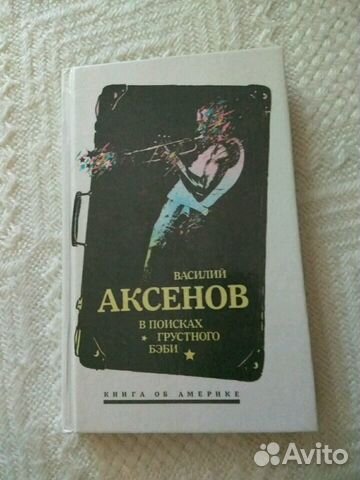 ВАСИЛИЙ
АКСЕНОВ
В ПОИСКАХ
ГРУСТНОГО
БЭБИ
КНИГА ОБ АМЕРИКЕ
Avito